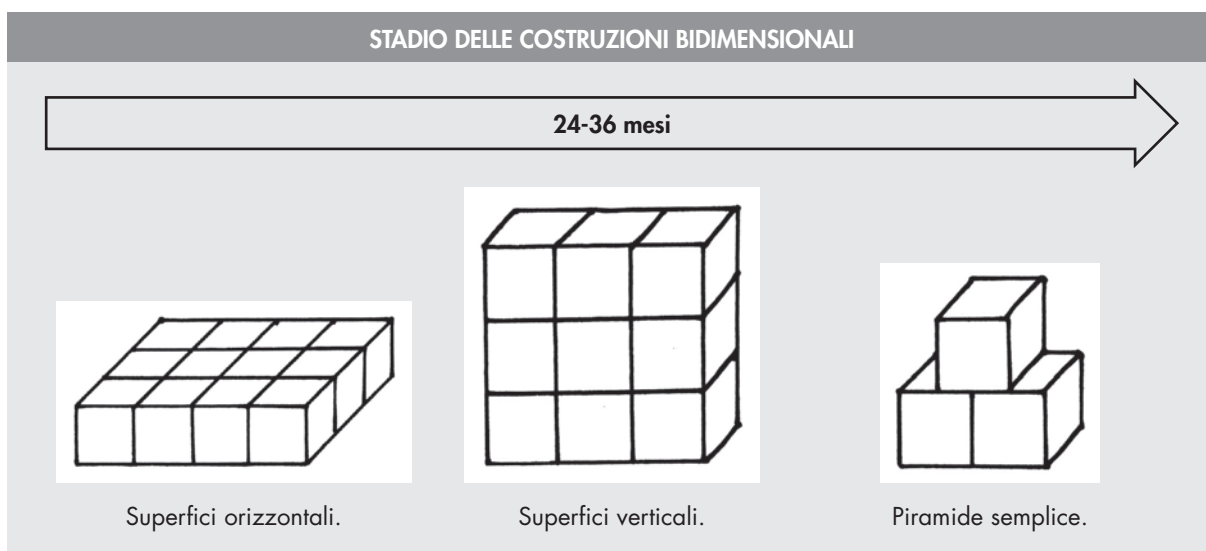 STADIO DELLE COSTRUZIONI BIDIMENSIONALI
24-36 mesi
Superfici orizzontali.
Superfici verticali.
Piramide semplice.